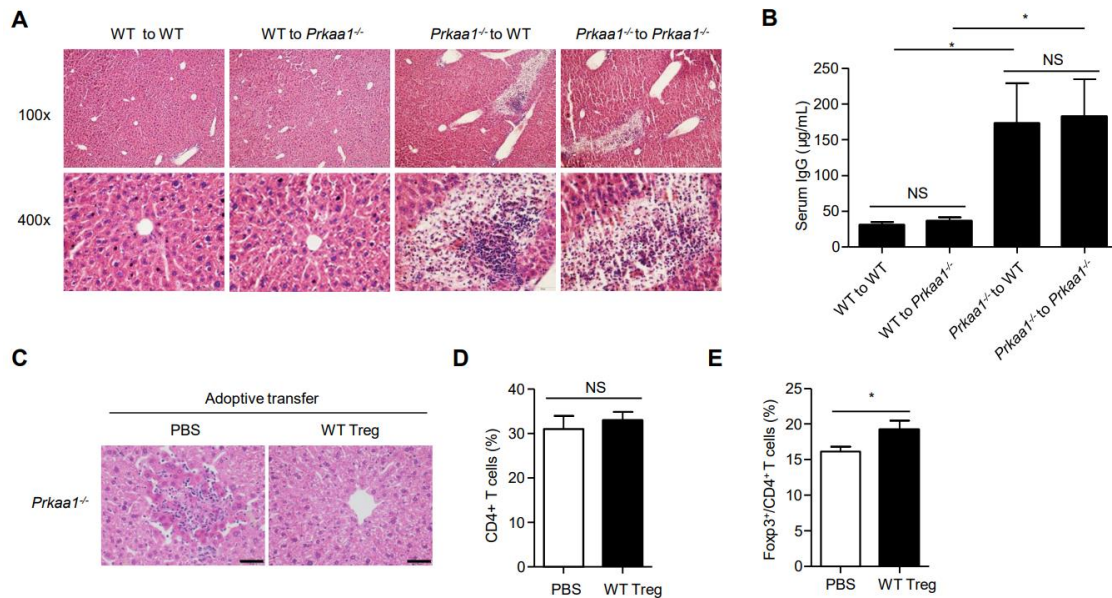 A
WT to WT
WT to Prkaa1-/-
Prkaa1-/- to WT
Prkaa1-/- to Prkaa1-/-
100x
400x
B
*
*
NS
NS
Serum IgG (µg/mL)
250
200
150
100
50
0
WT to WT
WT to Prkaa1-/-
Prkaa1-/- to WT
Prkaa1-/- to Prkaa1-/-
C
Adoptive transfer
PBS
WT Treg
Prkaa1-/-
D
NS
CD4+ T cells (%)
40
30
20
10
0
PBS
WT Treg
E
*
Foxp3+/CD4+ T cells (%)
25
20
15
10
5
0
PBS
WT Treg